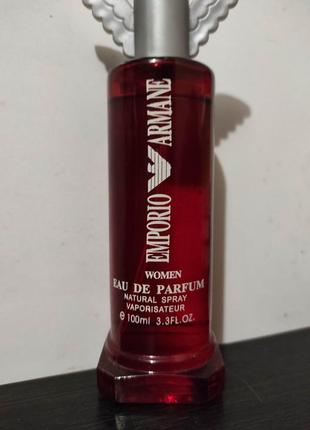 EMPORIO ARMANE
WOMEN
EAU DE PARFUM
NATURAL SPRAY
VAPORISATEUR
e 100ml 3.3FL.OZ.